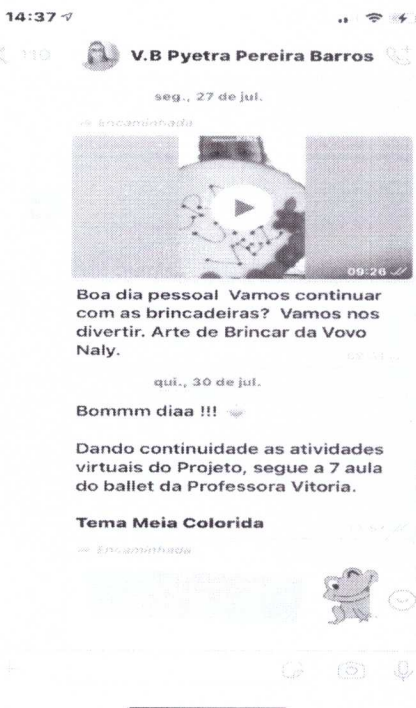 14:37
110
V.B Pyetra Pereira Barros
seg., 27 de jul.
Encaminhada
09:26
Boa dia pessoal Vamos continuar
com as brincadeiras? Vamos nos
divertir. Arte de Brincar da Vovo
Naly.
qui., 30 de jul.
Bommm diaa !!!
Dando continuidade as atividades
virtuais do Projeto, segue a 7 aula
do ballet da Professora Vitoria.
Tema Meia Colorida
Encaminhada